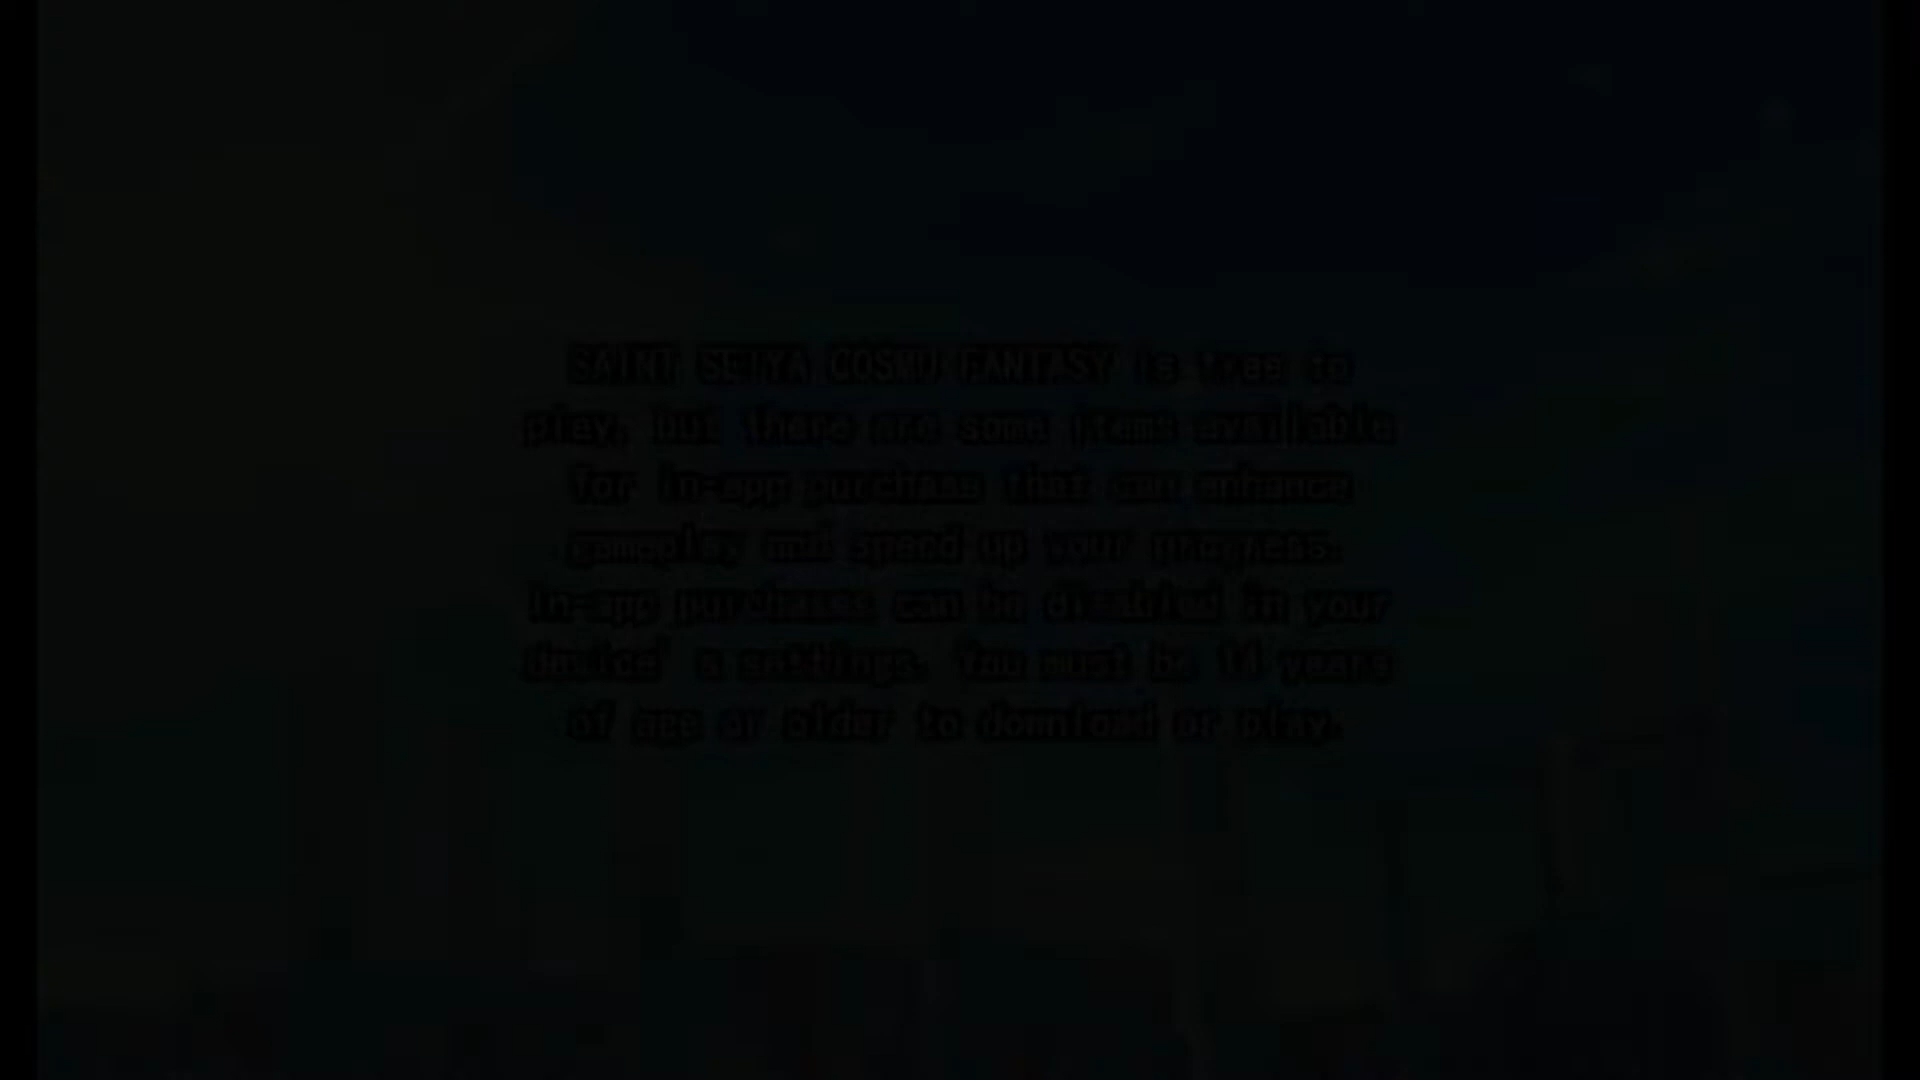 SAINT SEIYA COSMO FANTASY is free to
play, but there are some items available
for in-app purchase that can enhance
gameplay and speed up your progress.
In-app purchases can be disabled in your
device's settings. You must be years
of age or older to download or play.